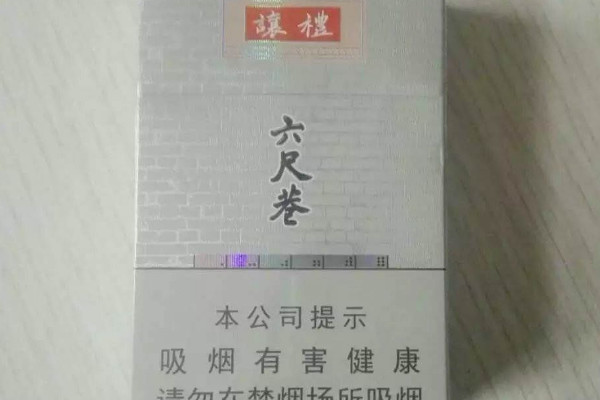 禮讓
六尺巷
本公司提示
吸烟有害健康
请勿在禁烟场所吸烟